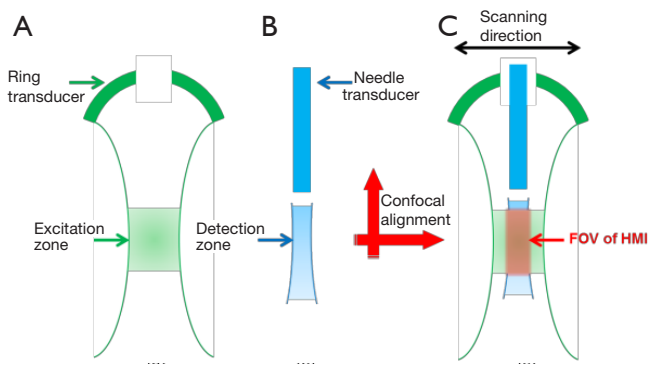 A
B
C
Scanning
direction
Ring
transducer
Needle
transducer
Confocal
alignment
Excitation
zone
Detection
zone
FOV of HMI